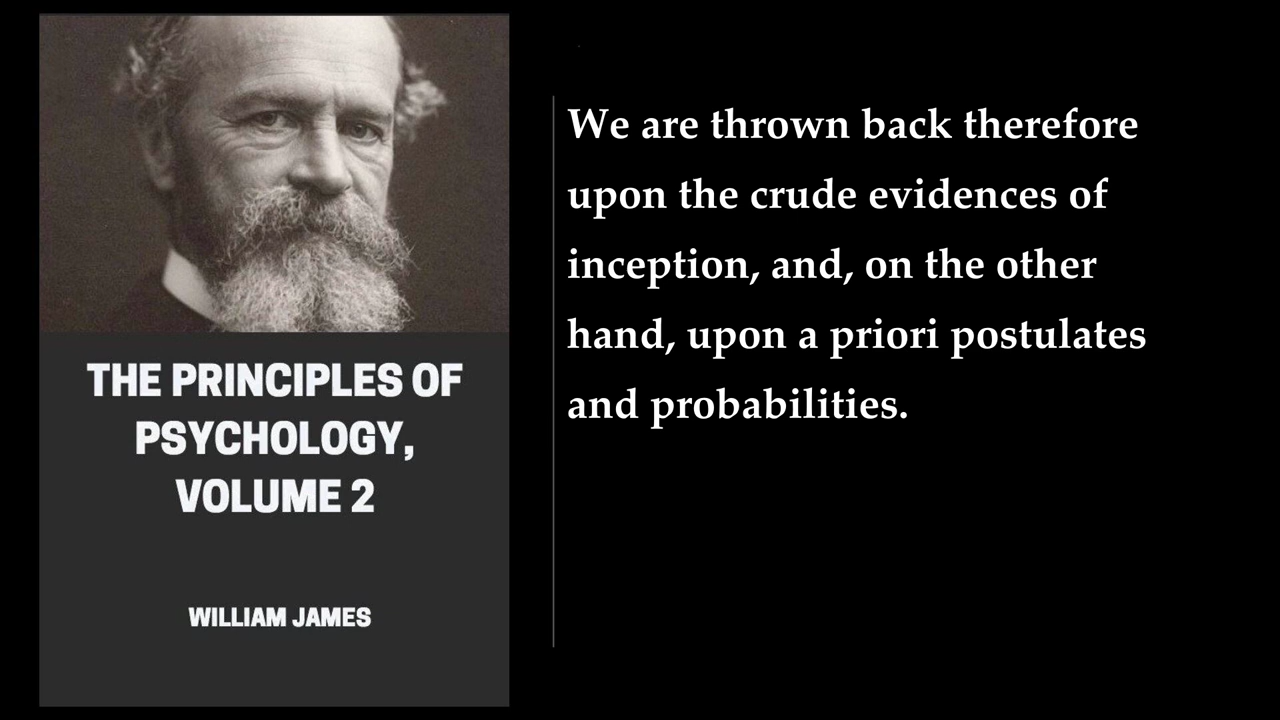 THE PRINCIPLES OF
PSYCHOLOGY,
VOLUME 2
WILLIAM JAMES
We are thrown back therefore
upon the crude evidences of
inception, and, on the other
hand, upon a priori postulates
and probabilities.